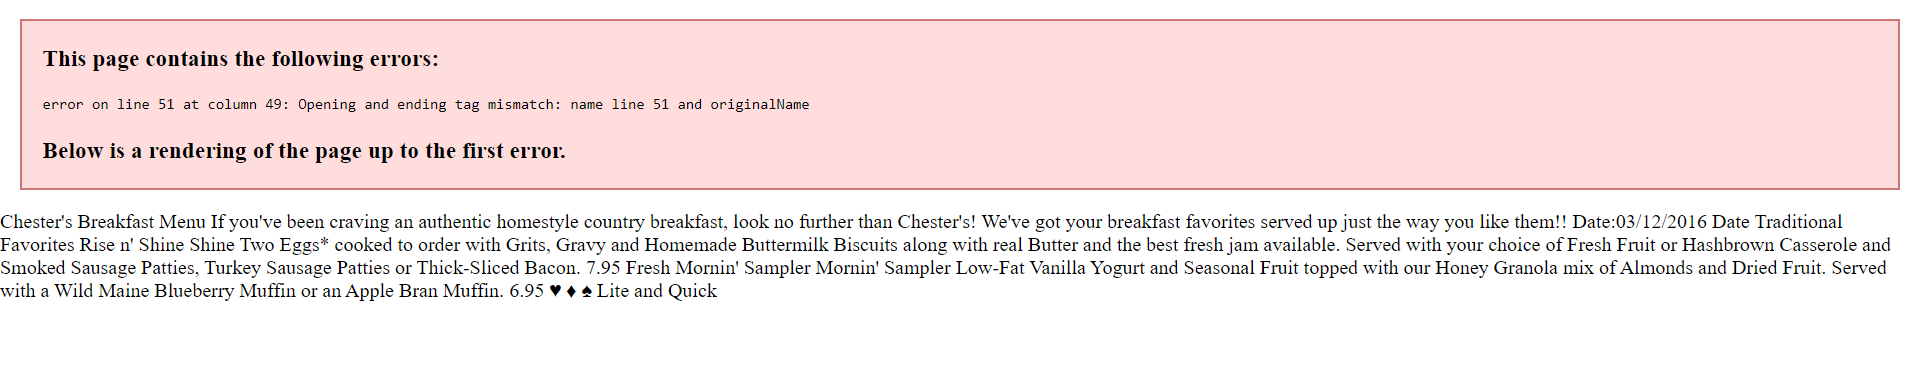 This page contains the following errors:
error on line 51 at column 49: Opening and ending tag mismatch: name line 51 and originalName
Below is a rendering of the page up to the first error.
Chester's Breakfast Menu If you've been craving an authentic homestyle country breakfast, look no further than Chester's! We've got your breakfast favorites served up just the way you like them!! Date:03/12/2016 Date Traditional
Favorites Rise n' Shine Shine Two Eggs* cooked to order with Grits, Gravy and Homemade Buttermilk Biscuits along with real Butter and the best fresh jam available. Served with your choice of Fresh Fruit or Hashbrown Casserole and
Smoked Sausage Patties, Turkey Sausage Patties or Thick-Sliced Bacon. 7.95 Fresh Mornin' Sampler Mornin' Sampler Low-Fat Vanilla Yogurt and Seasonal Fruit topped with our Honey Granola mix of Almonds and Dried Fruit. Served
with a Wild Maine Blueberry Muffin or an Apple Bran Muffin. 6.95 ♥ ♦ ♠ Lite and Quick